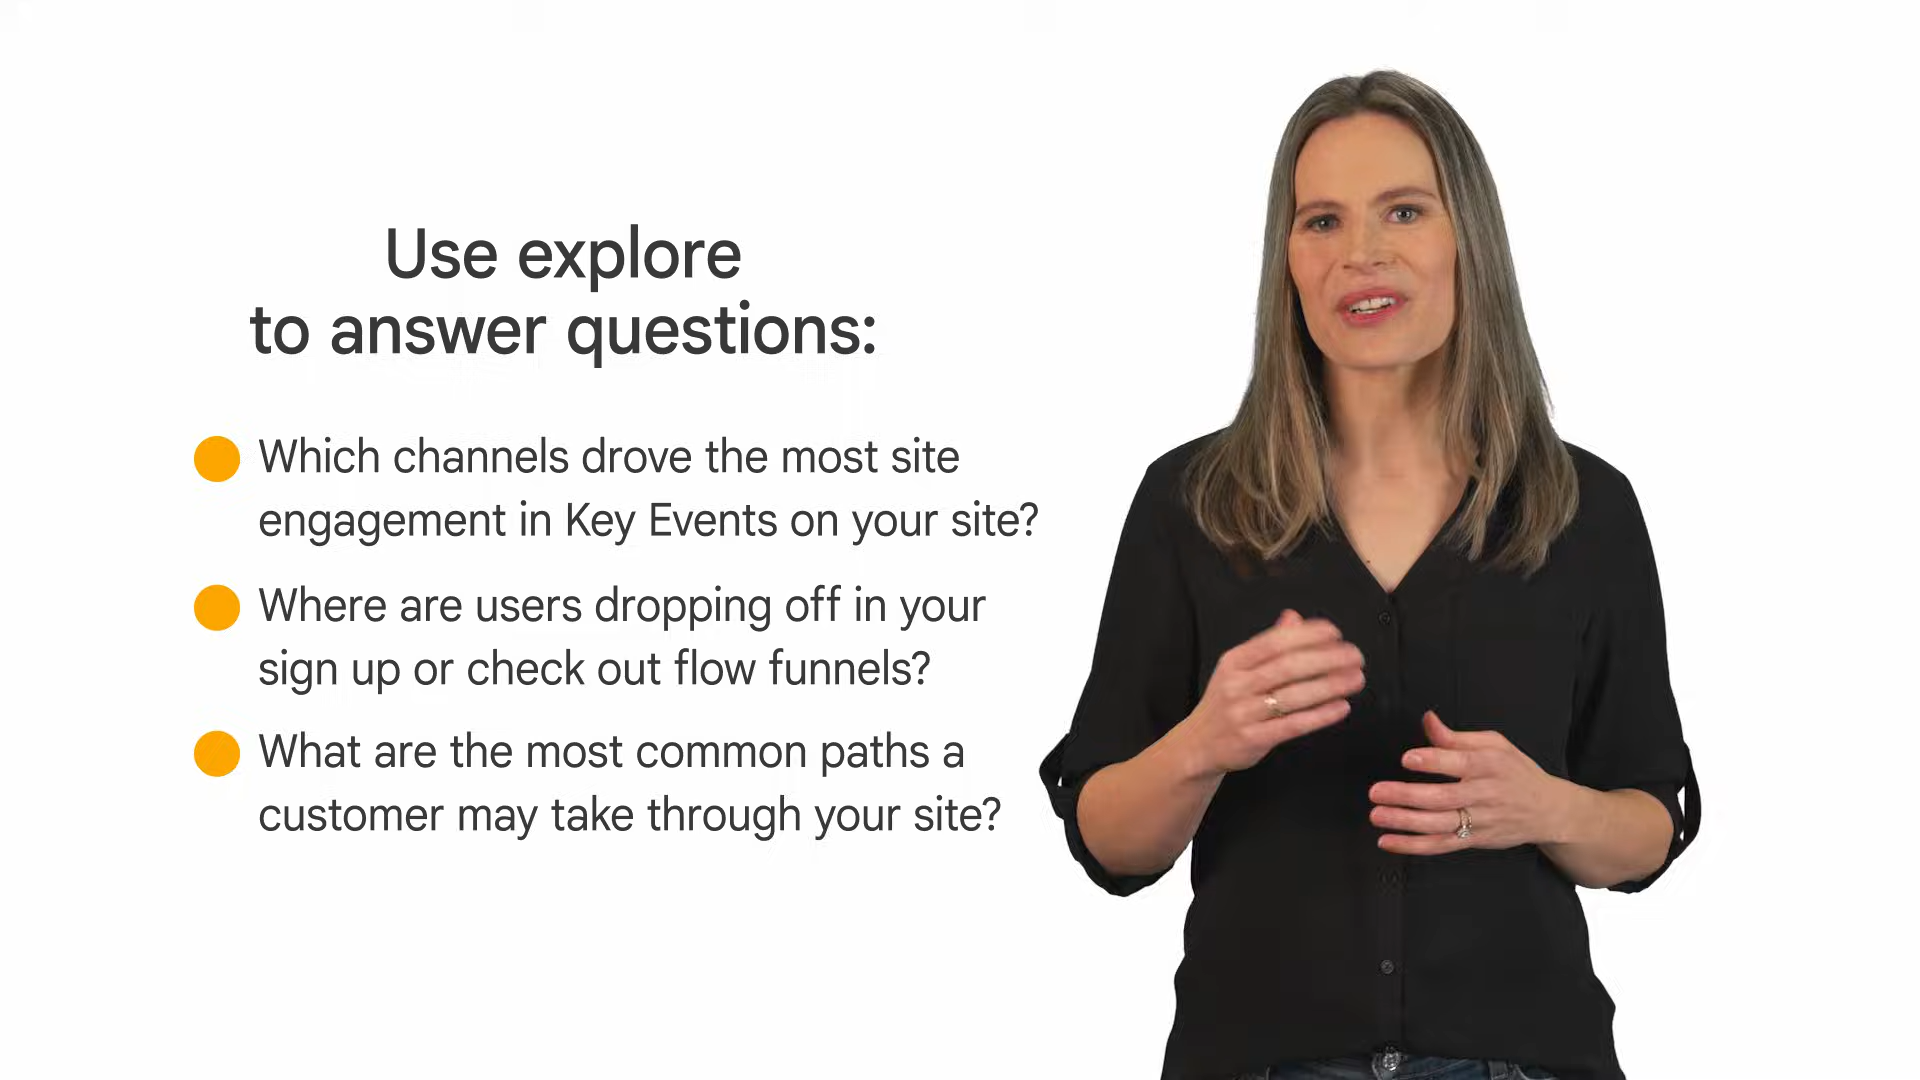 Use explore
to answer questions:
Which channels drove the most site
engagement in Key Events on your site?
Where are users dropping off in your
sign up or check out flow funnels?
What are the most common paths a
customer may take through your site?